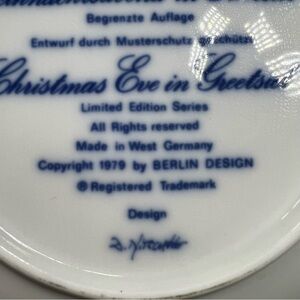 Begrenzte Auflage
Entwurf durch Musterschutz geschützt
Christmas Eve in Greetsiel
Limited Edition Series
All Rights reserved
Made in West Germany
Copyright 1979 by BERLIN DESIGN
® Registered Trademark
Design